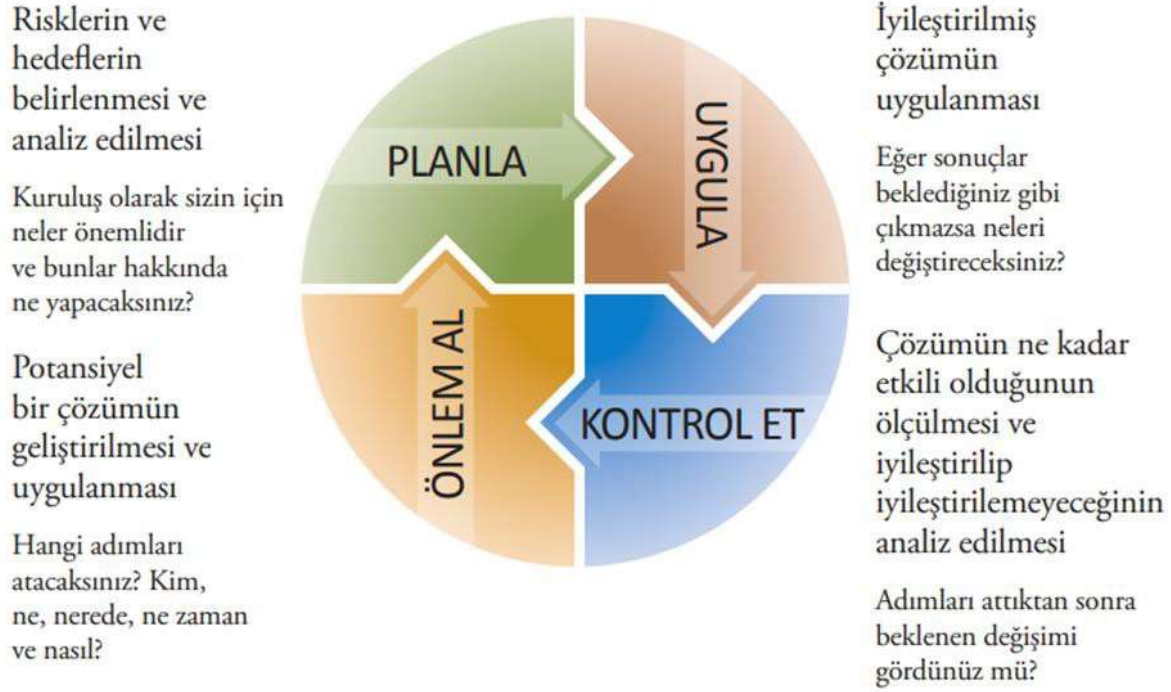 Risklerin ve
hedeflerin
belirlenmesi ve
analiz edilmesi
Kuruluş olarak sizin için
neler önemlidir
ve bunlar hakkında
ne yapacaksınız?
Potansiyel
bir çözümün
geliştirilmesi ve
uygulanması
Hangi adımları
atacaksınız? Kim,
ne, nerede, ne zaman
ve nasıl?
PLANLA
UYGULA
KONTROL ET
ÖNLEM AL
İyileştirilmiş
çözümün
uygulanması
Eğer sonuçlar
beklediğiniz gibi
çıkmazsa neleri
değiştireceksiniz?
Çözümün ne kadar
etkili olduğunun
ölçülmesi ve
iyileştirilip
iyileştirilemeyeceğinin
analiz edilmesi
Adımları attıktan sonra
beklenen değişimi
gördünüz mü?